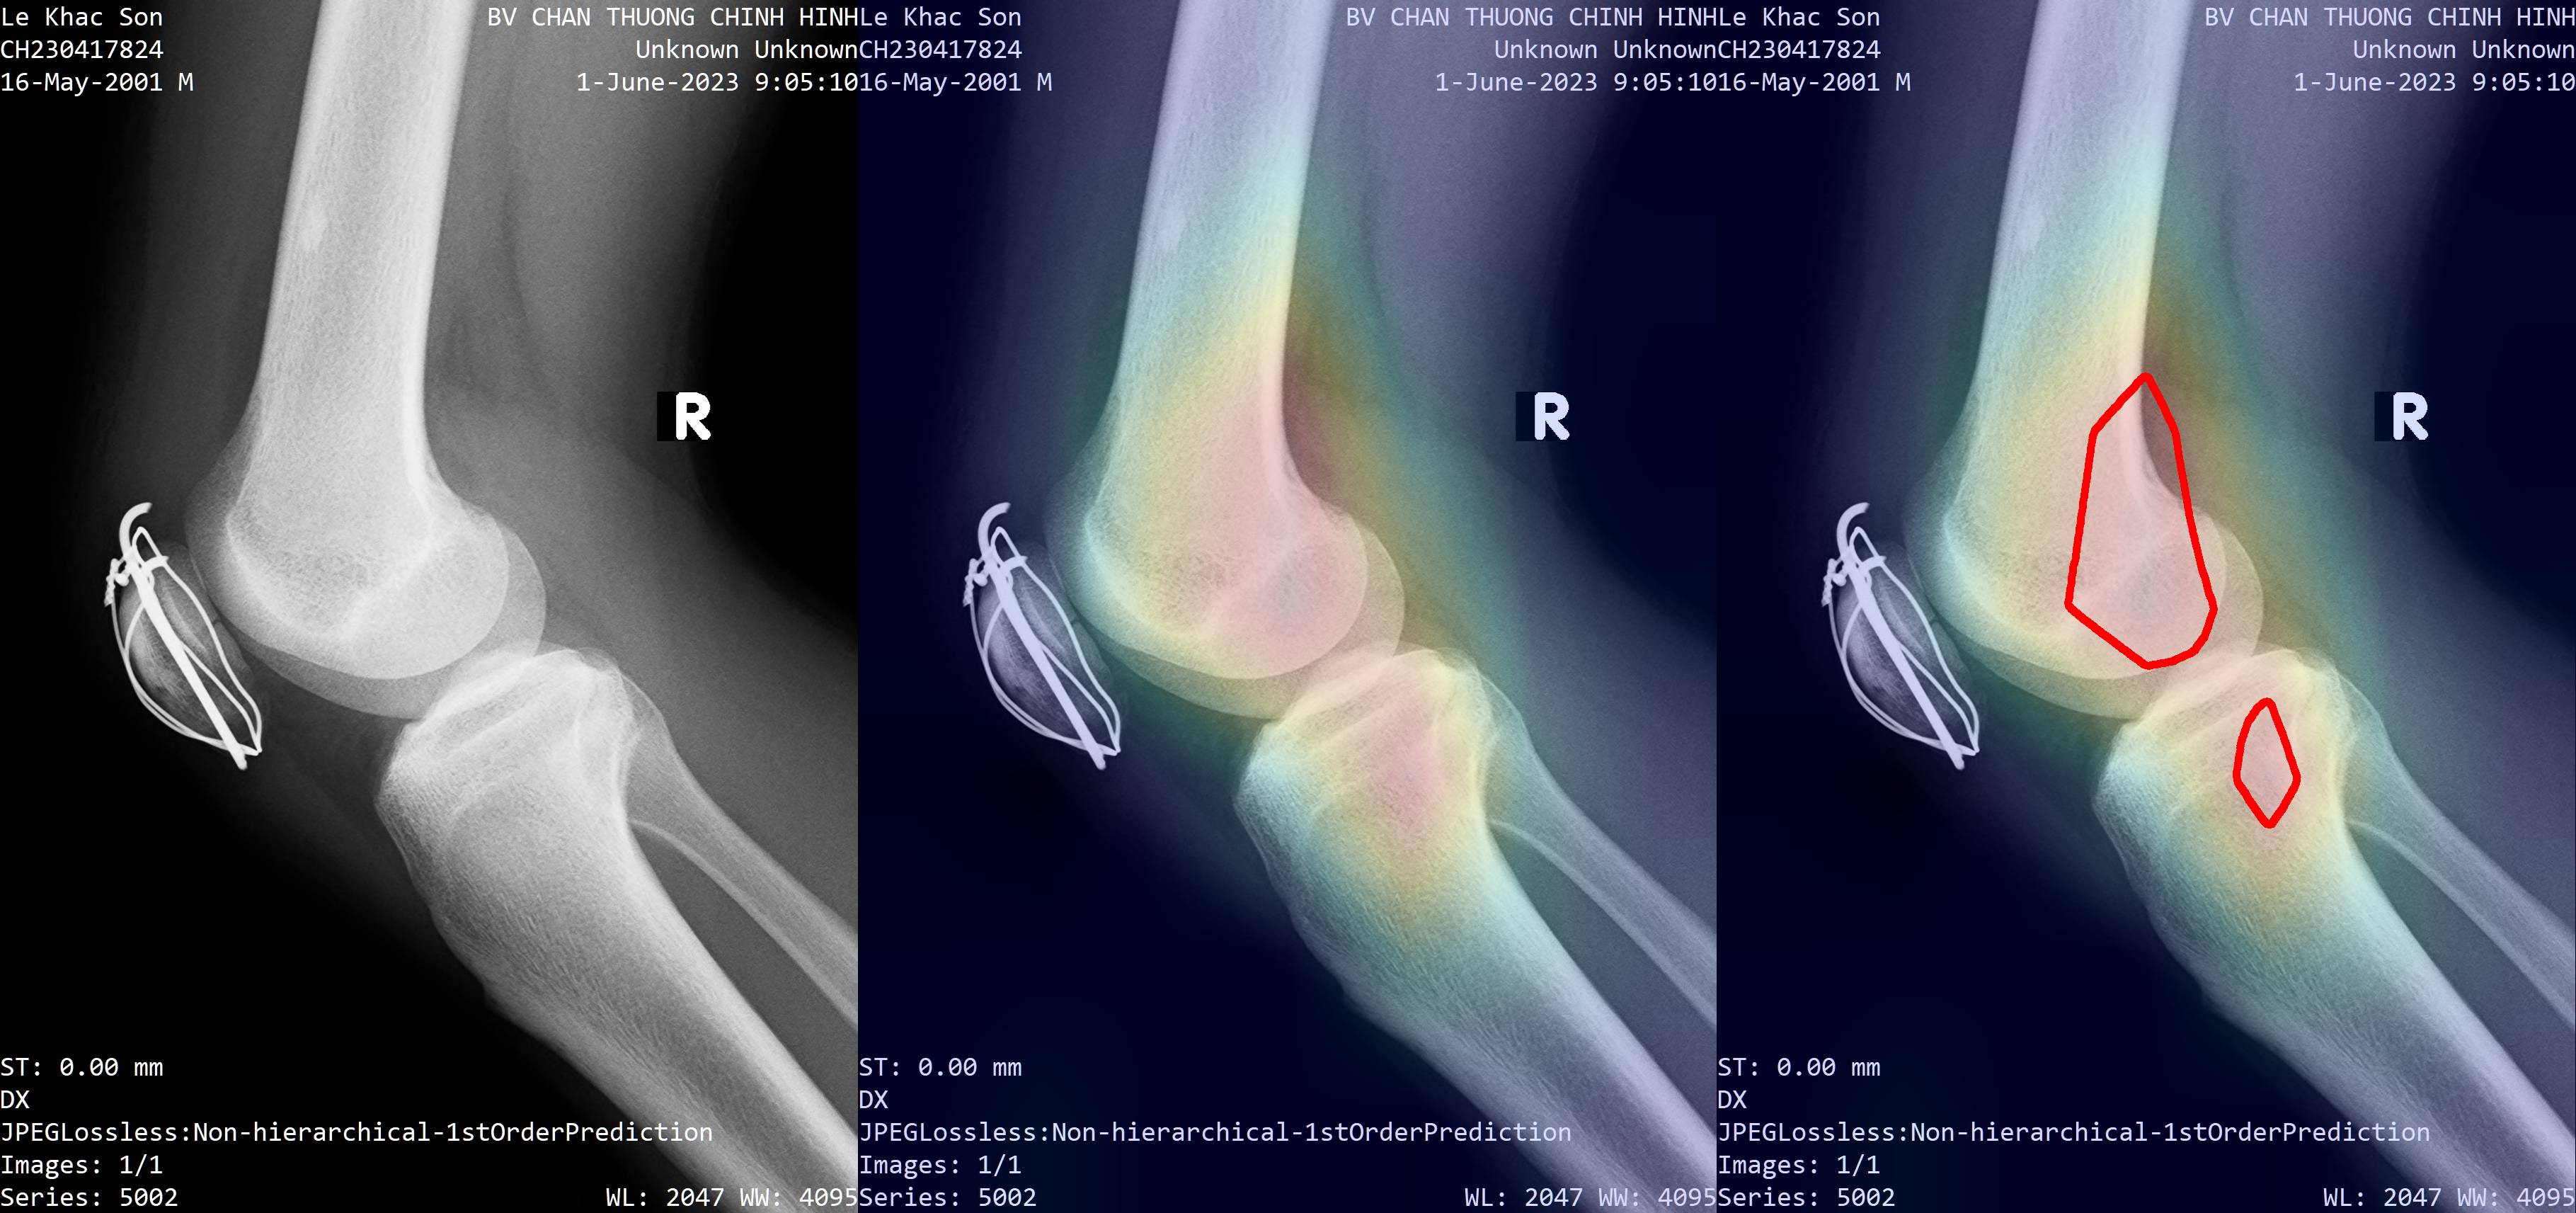 Le Khac Son
CH230417824
16-May-2001 M
BV CHAN THUONG CHINH HINH
Unknown Unknown
1-June-2023 9:05:10
R
ST: 0.00 mm
DX
JPEGLossless:Non-hierarchical-1stOrderPrediction
Images: 1/1
Series: 5002
WL: 2047 WW: 4095
Le Khac Son
CH230417824
16-May-2001 M
BV CHAN THUONG CHINH HINH
Unknown Unknown
1-June-2023 9:05:10
R
ST: 0.00 mm
DX
JPEGLossless:Non-hierarchical-1stOrderPrediction
Images: 1/1
Series: 5002
WL: 2047 WW: 4095
Le Khac Son
CH230417824
16-May-2001 M
BV CHAN THUONG CHINH HINH
Unknown Unknown
1-June-2023 9:05:10
R
ST: 0.00 mm
DX
JPEGLossless:Non-hierarchical-1stOrderPrediction
Images: 1/1
Series: 5002
WL: 2047 WW: 4095